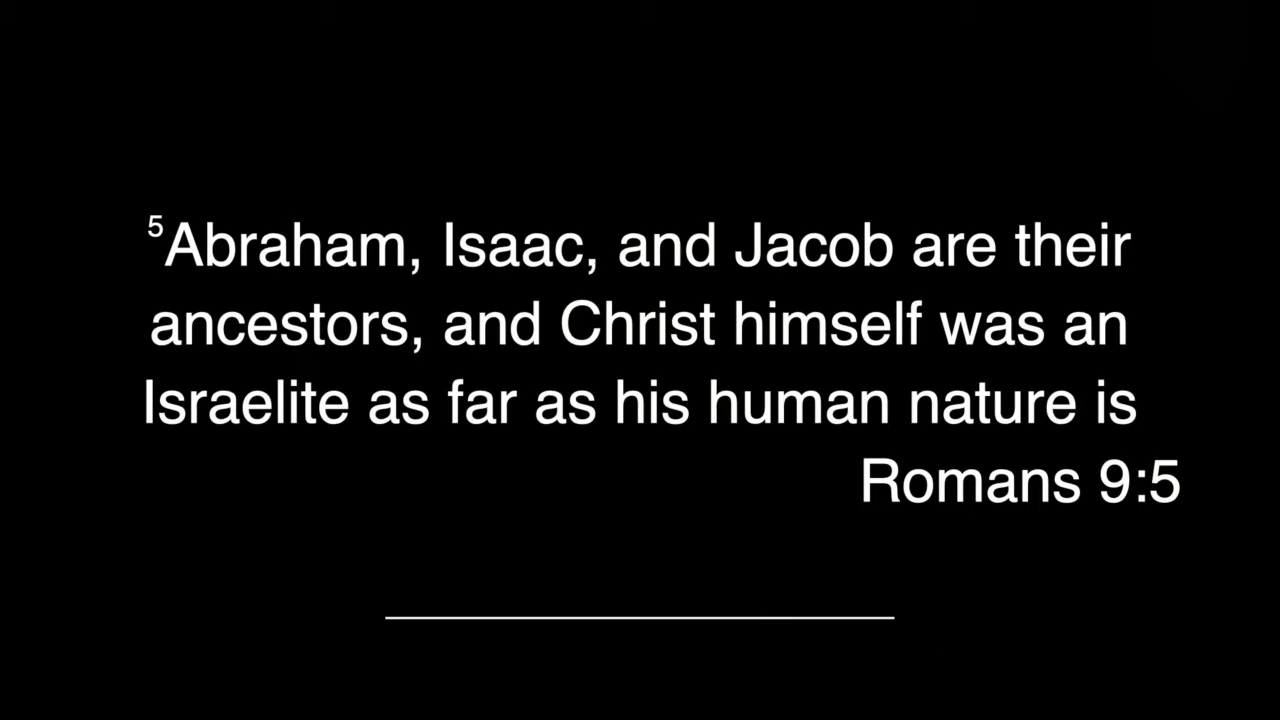 ⁵Abraham, Isaac, and Jacob are their
ancestors, and Christ himself was an
Israelite as far as his human nature is
Romans 9:5